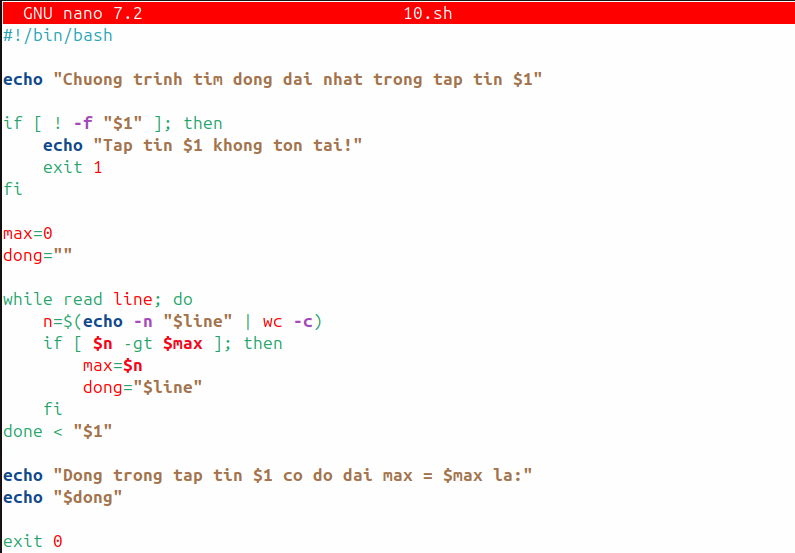 GNU nano 7.2 10.sh
#!/bin/bash
echo "Chuong trinh tim dong dai nhat trong tap tin $1"
if [ ! -f "$1" ]; then
    echo "Tap tin $1 khong ton tai!"
    exit 1
fi
max=0
dong=""
while read line; do
    n=$(echo -n "$line" | wc -c)
    if [ $n -gt $max ]; then
        max=$n
        dong="$line"
    fi
done < "$1"
echo "Dong trong tap tin $1 co do dai max = $max la:"
echo "$dong"
exit 0